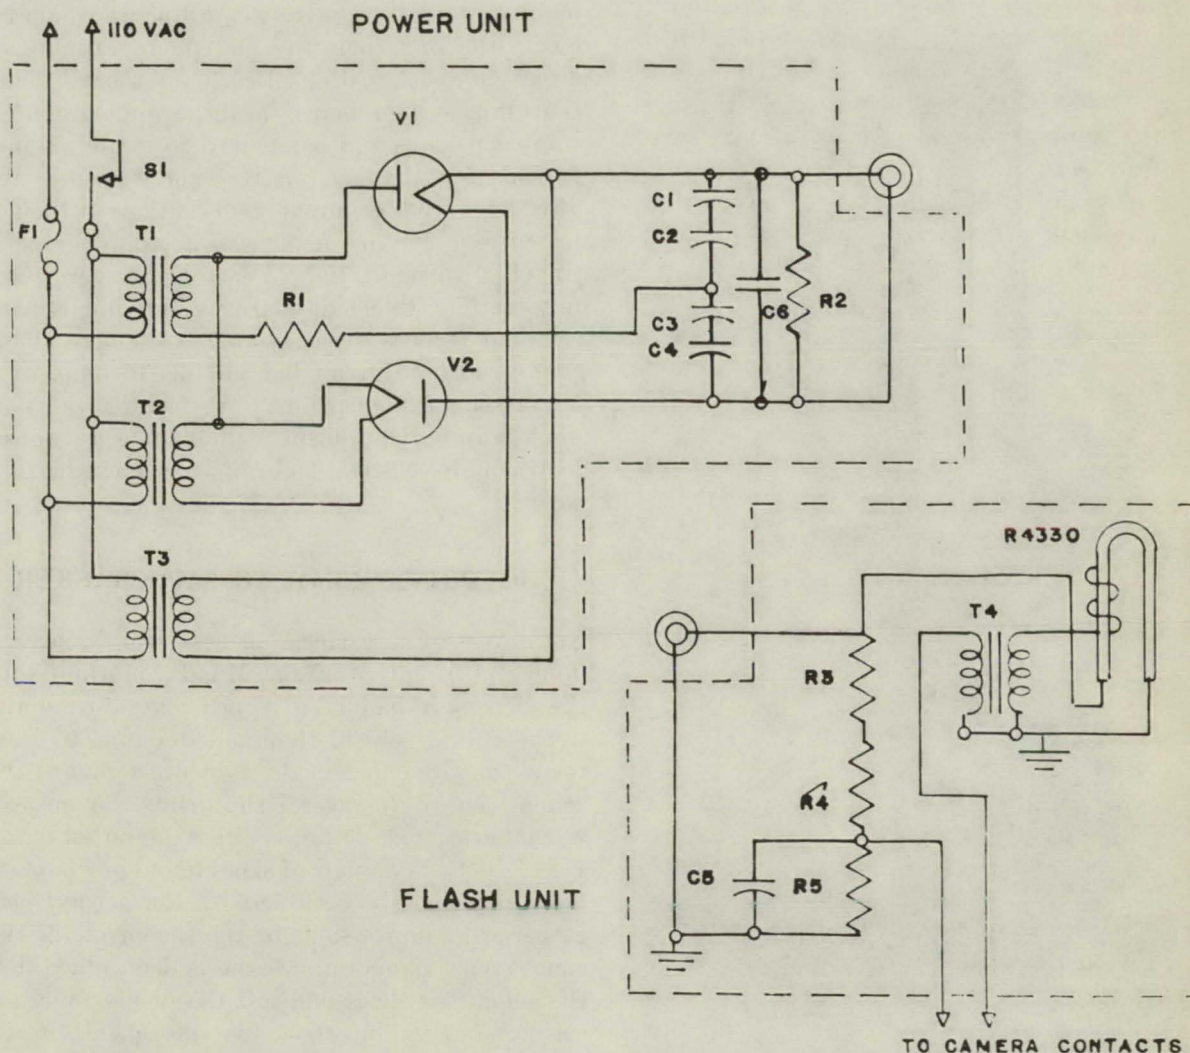 POWER UNIT
110 VAC
V1
S1
F1
T1
C1
C2
R1
C3
C4
C6
R2
V2
T2
T3
R4330
T4
R3
R4
C5
R5
FLASH UNIT
TO CAMERA CONTACTS